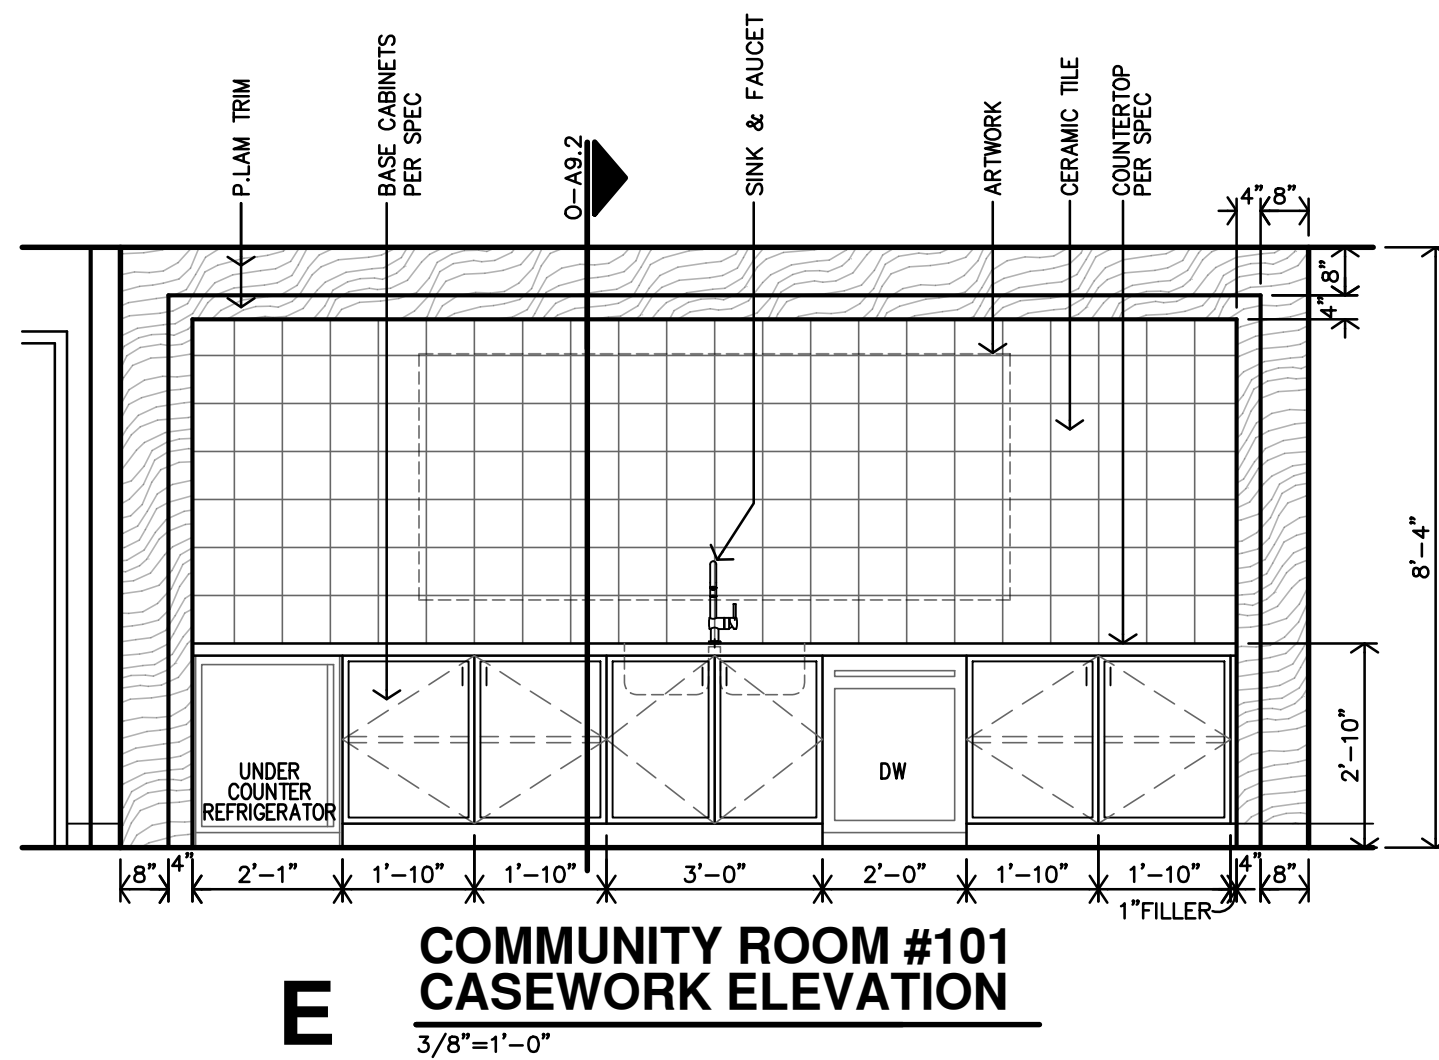 P.LAM TRIM
BASE CABINETS
PER SPEC
O-A9.2
SINK & FAUCET
ARTWORK
CERAMIC TILE
COUNTERTOP
PER SPEC
4" 8"
8"
4"
8'-4"
2'-10"
UNDER
COUNTER
REFRIGERATOR
DW
8" 4" 2'-1" 1'-10" 1'-10" 3'-0" 2'-0" 1'-10" 1'-10" 4" 8"
1"FILLER
COMMUNITY ROOM #101
CASEWORK ELEVATION
E
3/8"=1'-0"